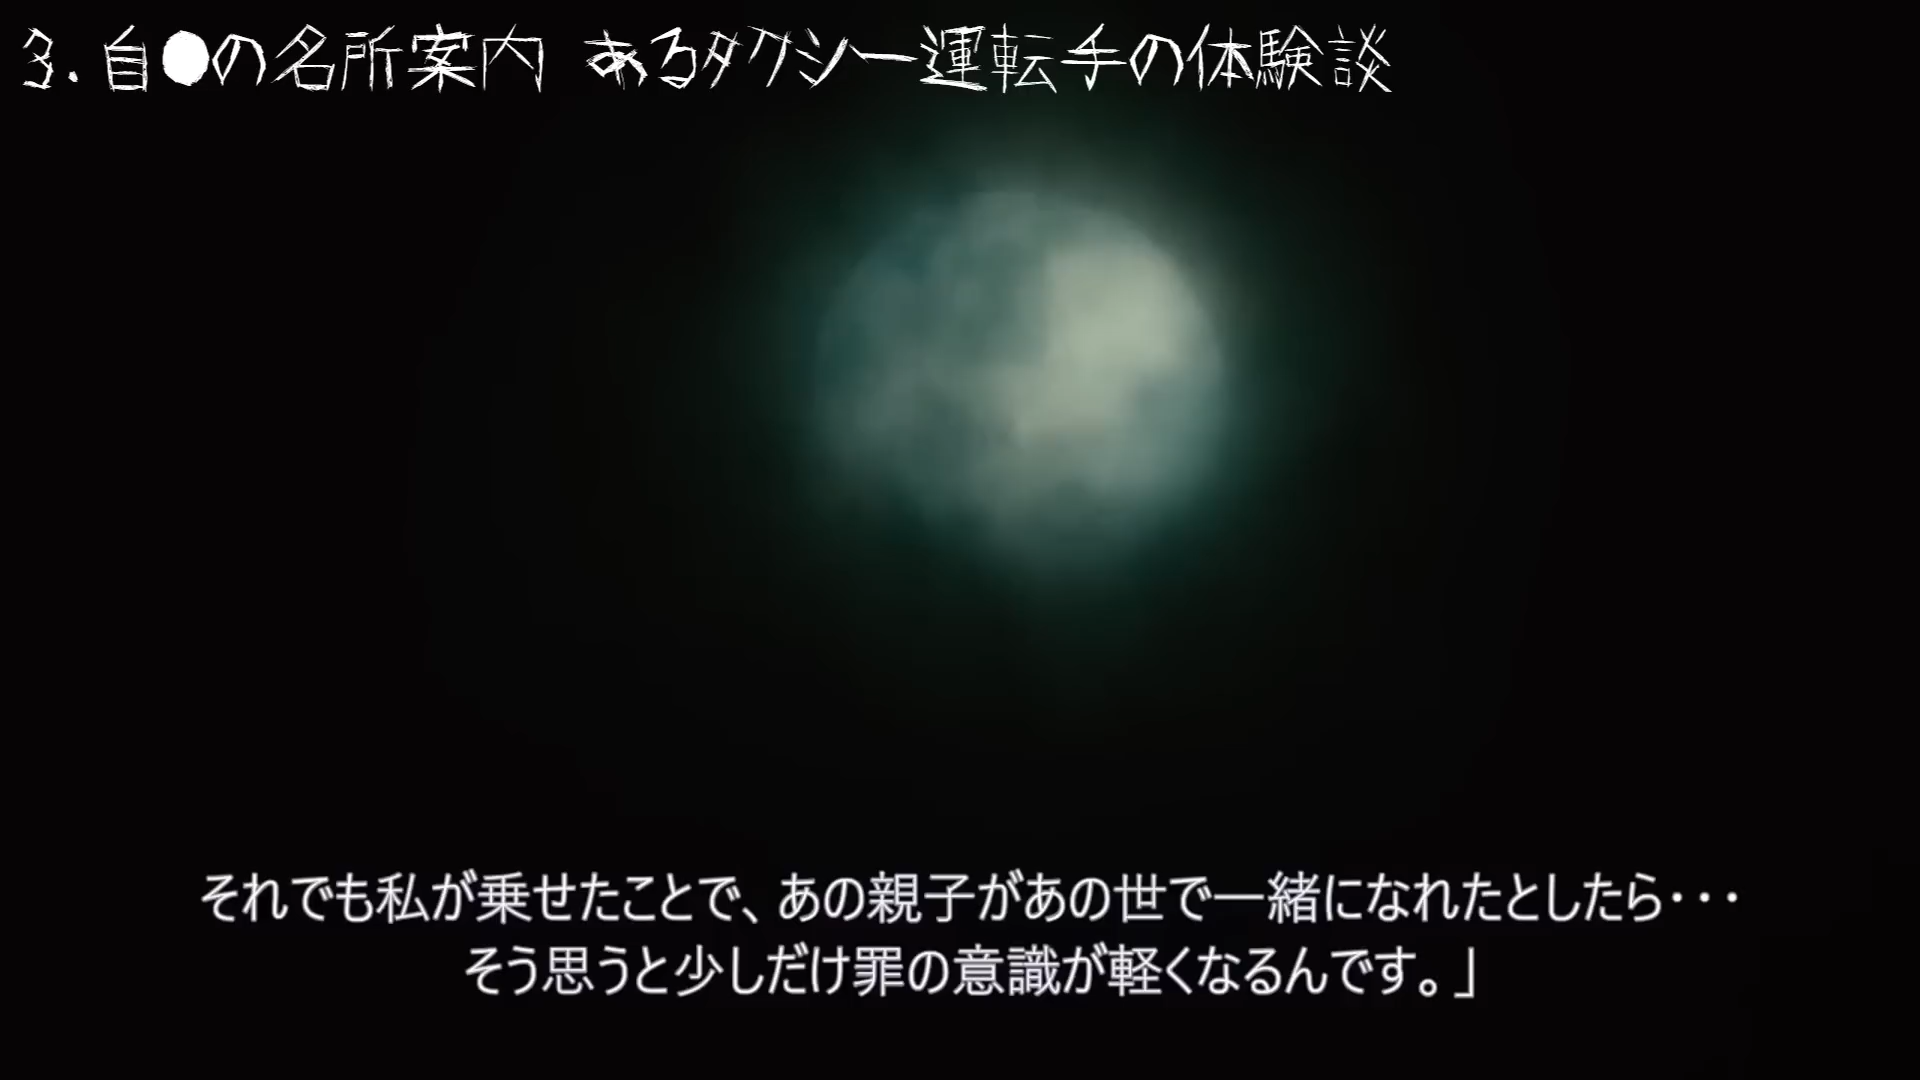 3.自●の名所案内 あるタクシー運転手の体験談
それでも私が乗せたことで、あの親子があの世で一緒になれたとしたら・・・
そう思うと少しだけ罪の意識が軽くなるんです。」